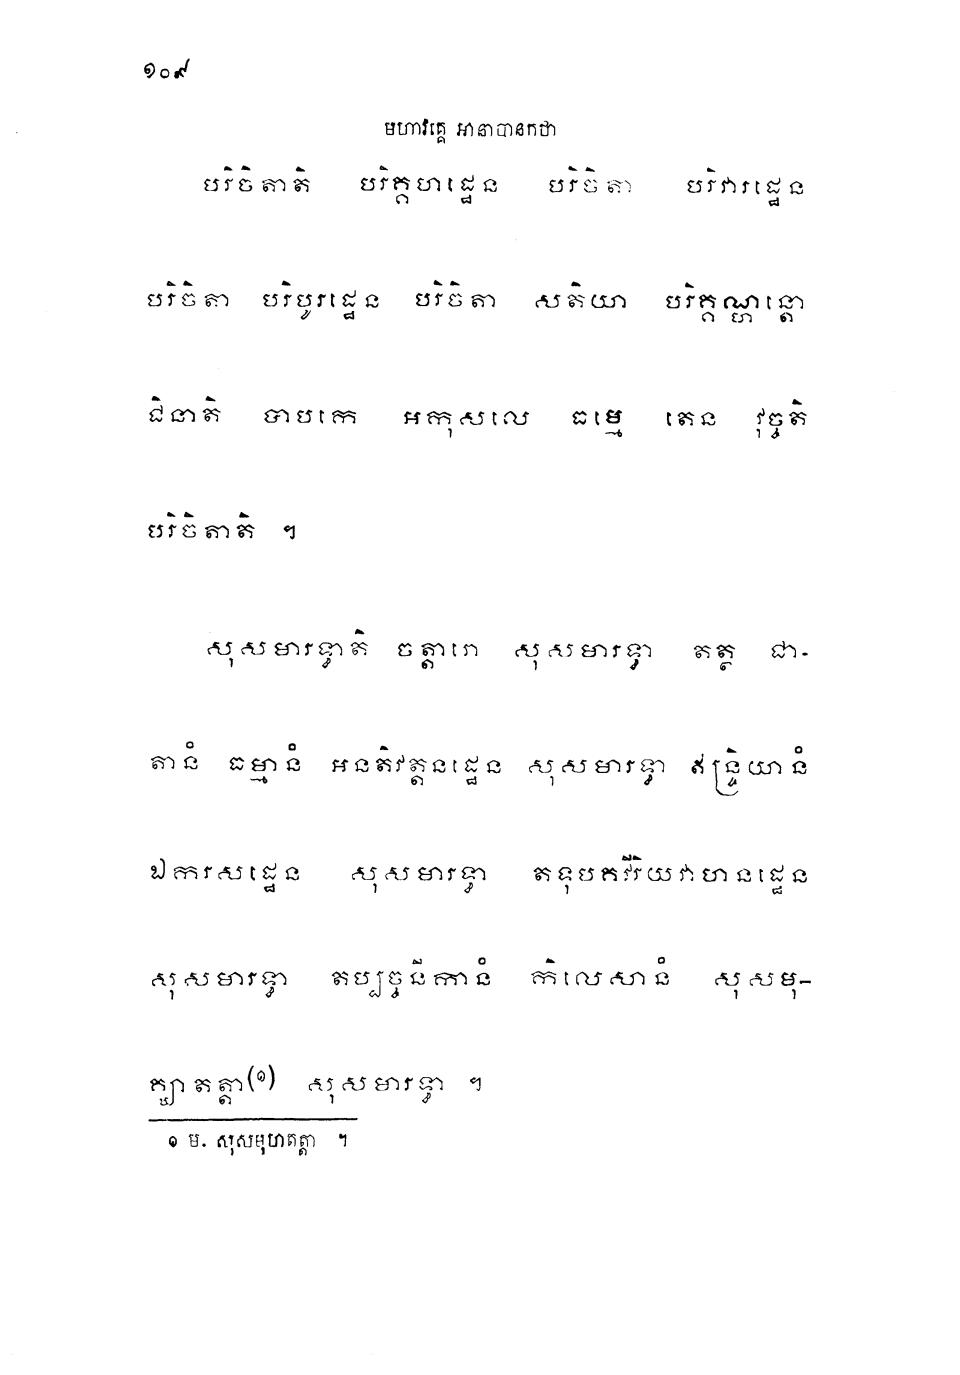 ១០៩
មហាវគ្គេ អានាបានកថា
បរិចិតាតិ បរិគ្គហដ្ឋេន បរិចិតា បរិវារដ្ឋេន
បរិចិតា បរិបូរដ្ឋេន បរិចិតា សតិយា បរិគ្គណ្ហន្តោ
ជិនាតិ បាបកេ អកុសលេ ធម្មេ តេន វុច្ចតិ
បរិចិតាតិ ។
សុសមារទ្ធាតិ ចត្តារោ សុសមារទ្ធា តត្ថ ជា-
តានំ ធម្មានំ អនតិវត្តនដ្ឋេន សុសមារទ្ធា ឥន្ទ្រិយានំ
ឯករសដ្ឋេន សុសមារទ្ធា តទុបគវីរិយវាហនដ្ឋេន
សុសមារទ្ធា តប្បច្ចនីកានំ កិលេសានំ សុសមុ-
គ្ឃាតត្តា(១) សុសមារទ្ធា ។
១ ម. សុសមុហតត្តា ។